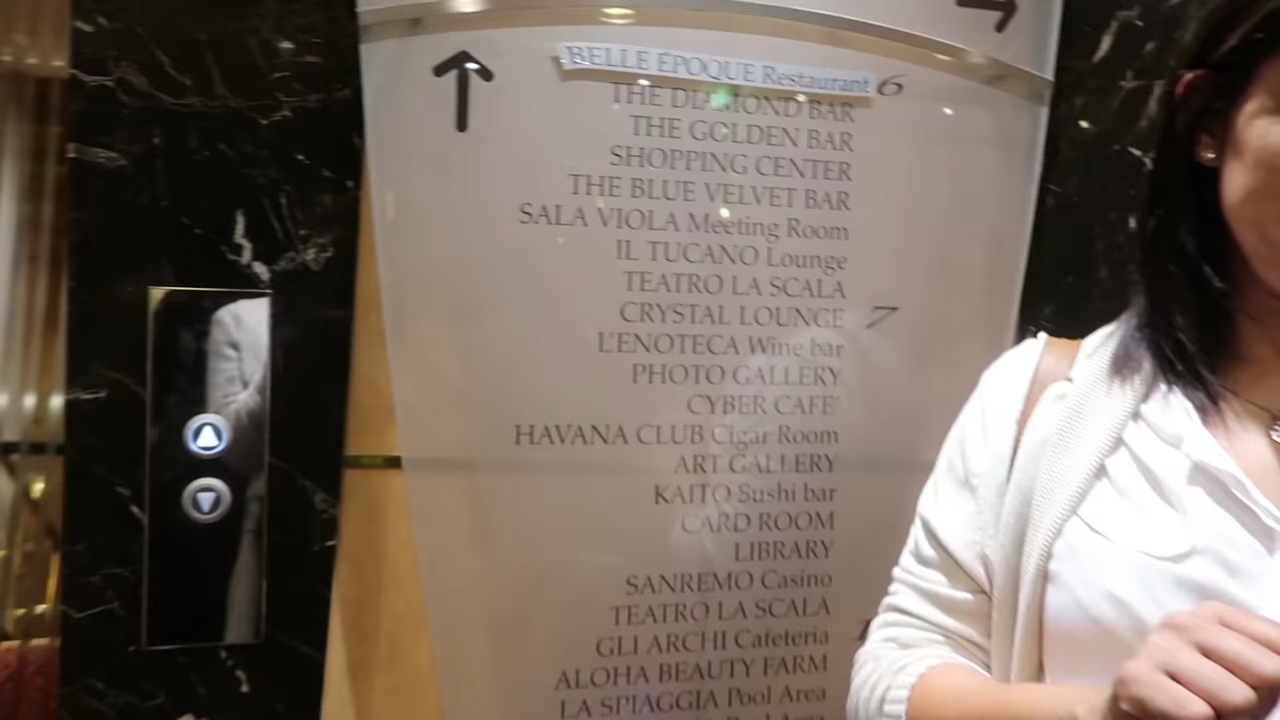 BELLE ÉPOQUE Restaurant 6
THE DIAMOND BAR
THE GOLDEN BAR
SHOPPING CENTER
THE BLUE VELVET BAR
SALA VIOLA Meeting Room
IL TUCANO Lounge
TEATRO LA SCALA
CRYSTAL LOUNGE 7
L'ENOTECA Wine bar
PHOTO GALLERY
CYBER CAFE'
HAVANA CLUB Cigar Room
ART GALLERY
KAITO Sushi bar
CARD ROOM
LIBRARY
SANREMO Casino
TEATRO LA SCALA
GLI ARCHI Cafeteria
ALOHA BEAUTY FARM
LA SPIAGGIA Pool Area